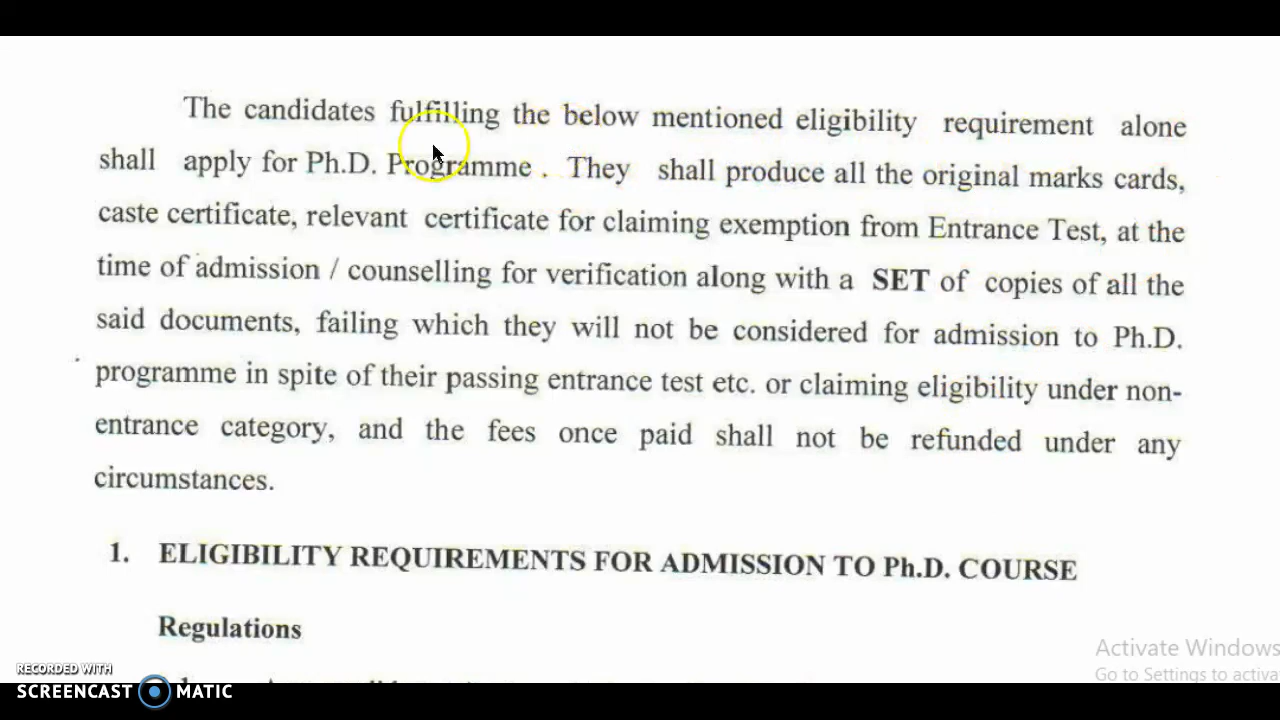 The candidates fulfilling the below mentioned eligibility requirement alone
shall apply for Ph.D. Programme . They shall produce all the original marks cards,
caste certificate, relevant certificate for claiming exemption from Entrance Test, at the
time of admission / counselling for verification along with a SET of copies of all the
said documents, failing which they will not be considered for admission to Ph.D.
programme in spite of their passing entrance test etc. or claiming eligibility under non-
entrance category, and the fees once paid shall not be refunded under any
circumstances.
1. ELIGIBILITY REQUIREMENTS FOR ADMISSION TO Ph.D. COURSE
Regulations
Activate Windows
Go to Settings to activa
RECORDED WITH
SCREENCAST MATIC